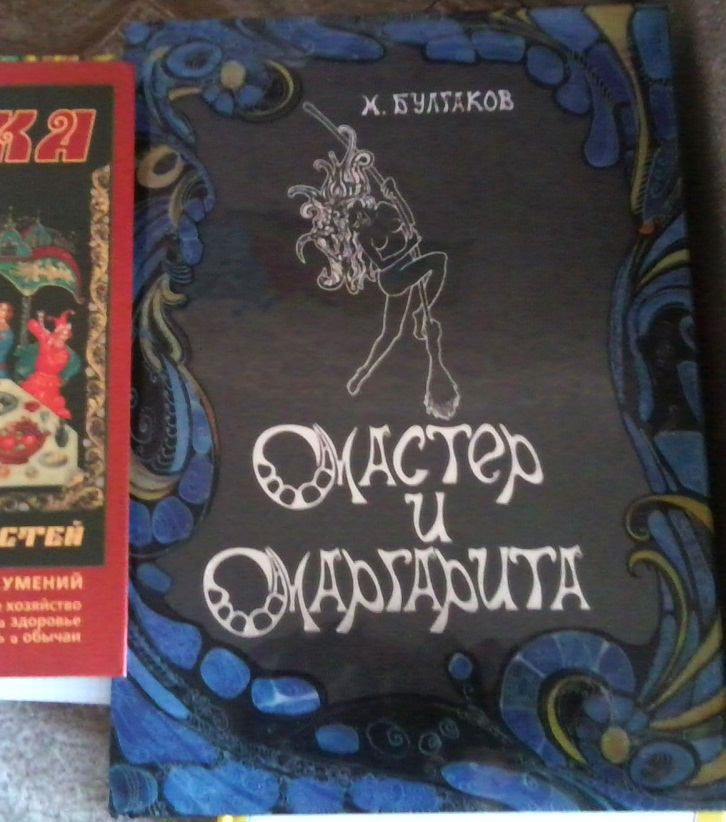 М. БУЛГАКОВ
МАСТЕР
И
МАРГАРИТА
КА
СТЕЙ
УМЕНИЙ
е хозяйство
а здоровье
ь и обычаи